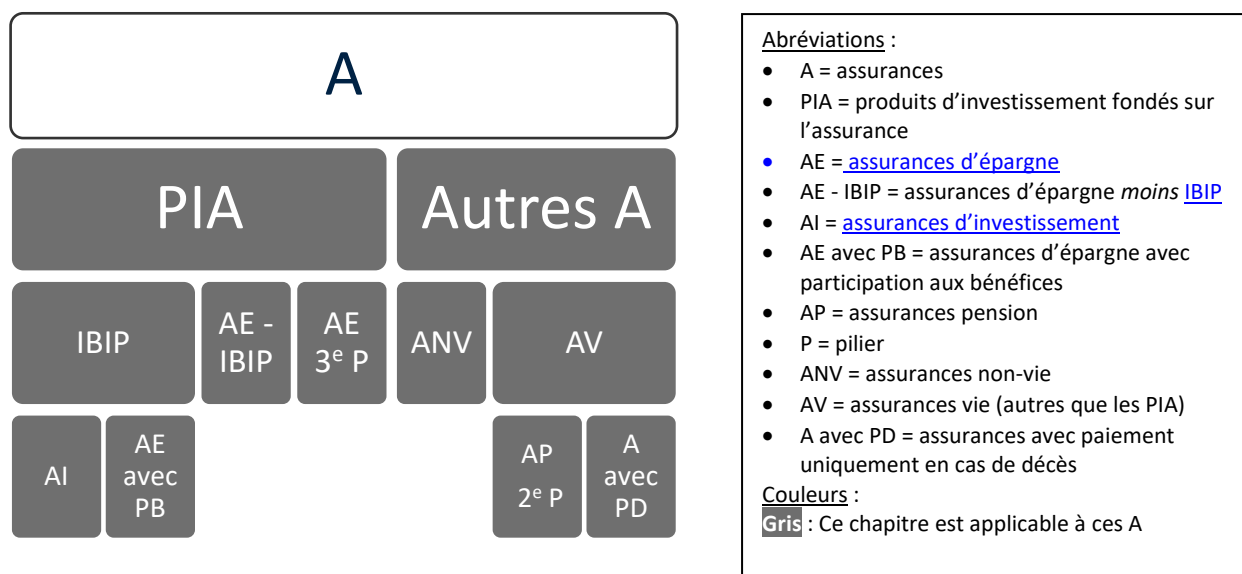 A
PIA
Autres A
IBIP
AE -
IBIP
AE
3e P
ANV
AV
AI
AE
avec
PB
AP
2e P
A
avec
PD
Abréviations :
• A = assurances
• PIA = produits d’investissement fondés sur
l’assurance
• AE = assurances d’épargne
• AE - IBIP = assurances d’épargne moins IBIP
• AI = assurances d’investissement
• AE avec PB = assurances d’épargne avec
participation aux bénéfices
• AP = assurances pension
• P = pilier
• ANV = assurances non-vie
• AV = assurances vie (autres que les PIA)
• A avec PD = assurances avec paiement
uniquement en cas de décès
Couleurs :
Gris : Ce chapitre est applicable à ces A